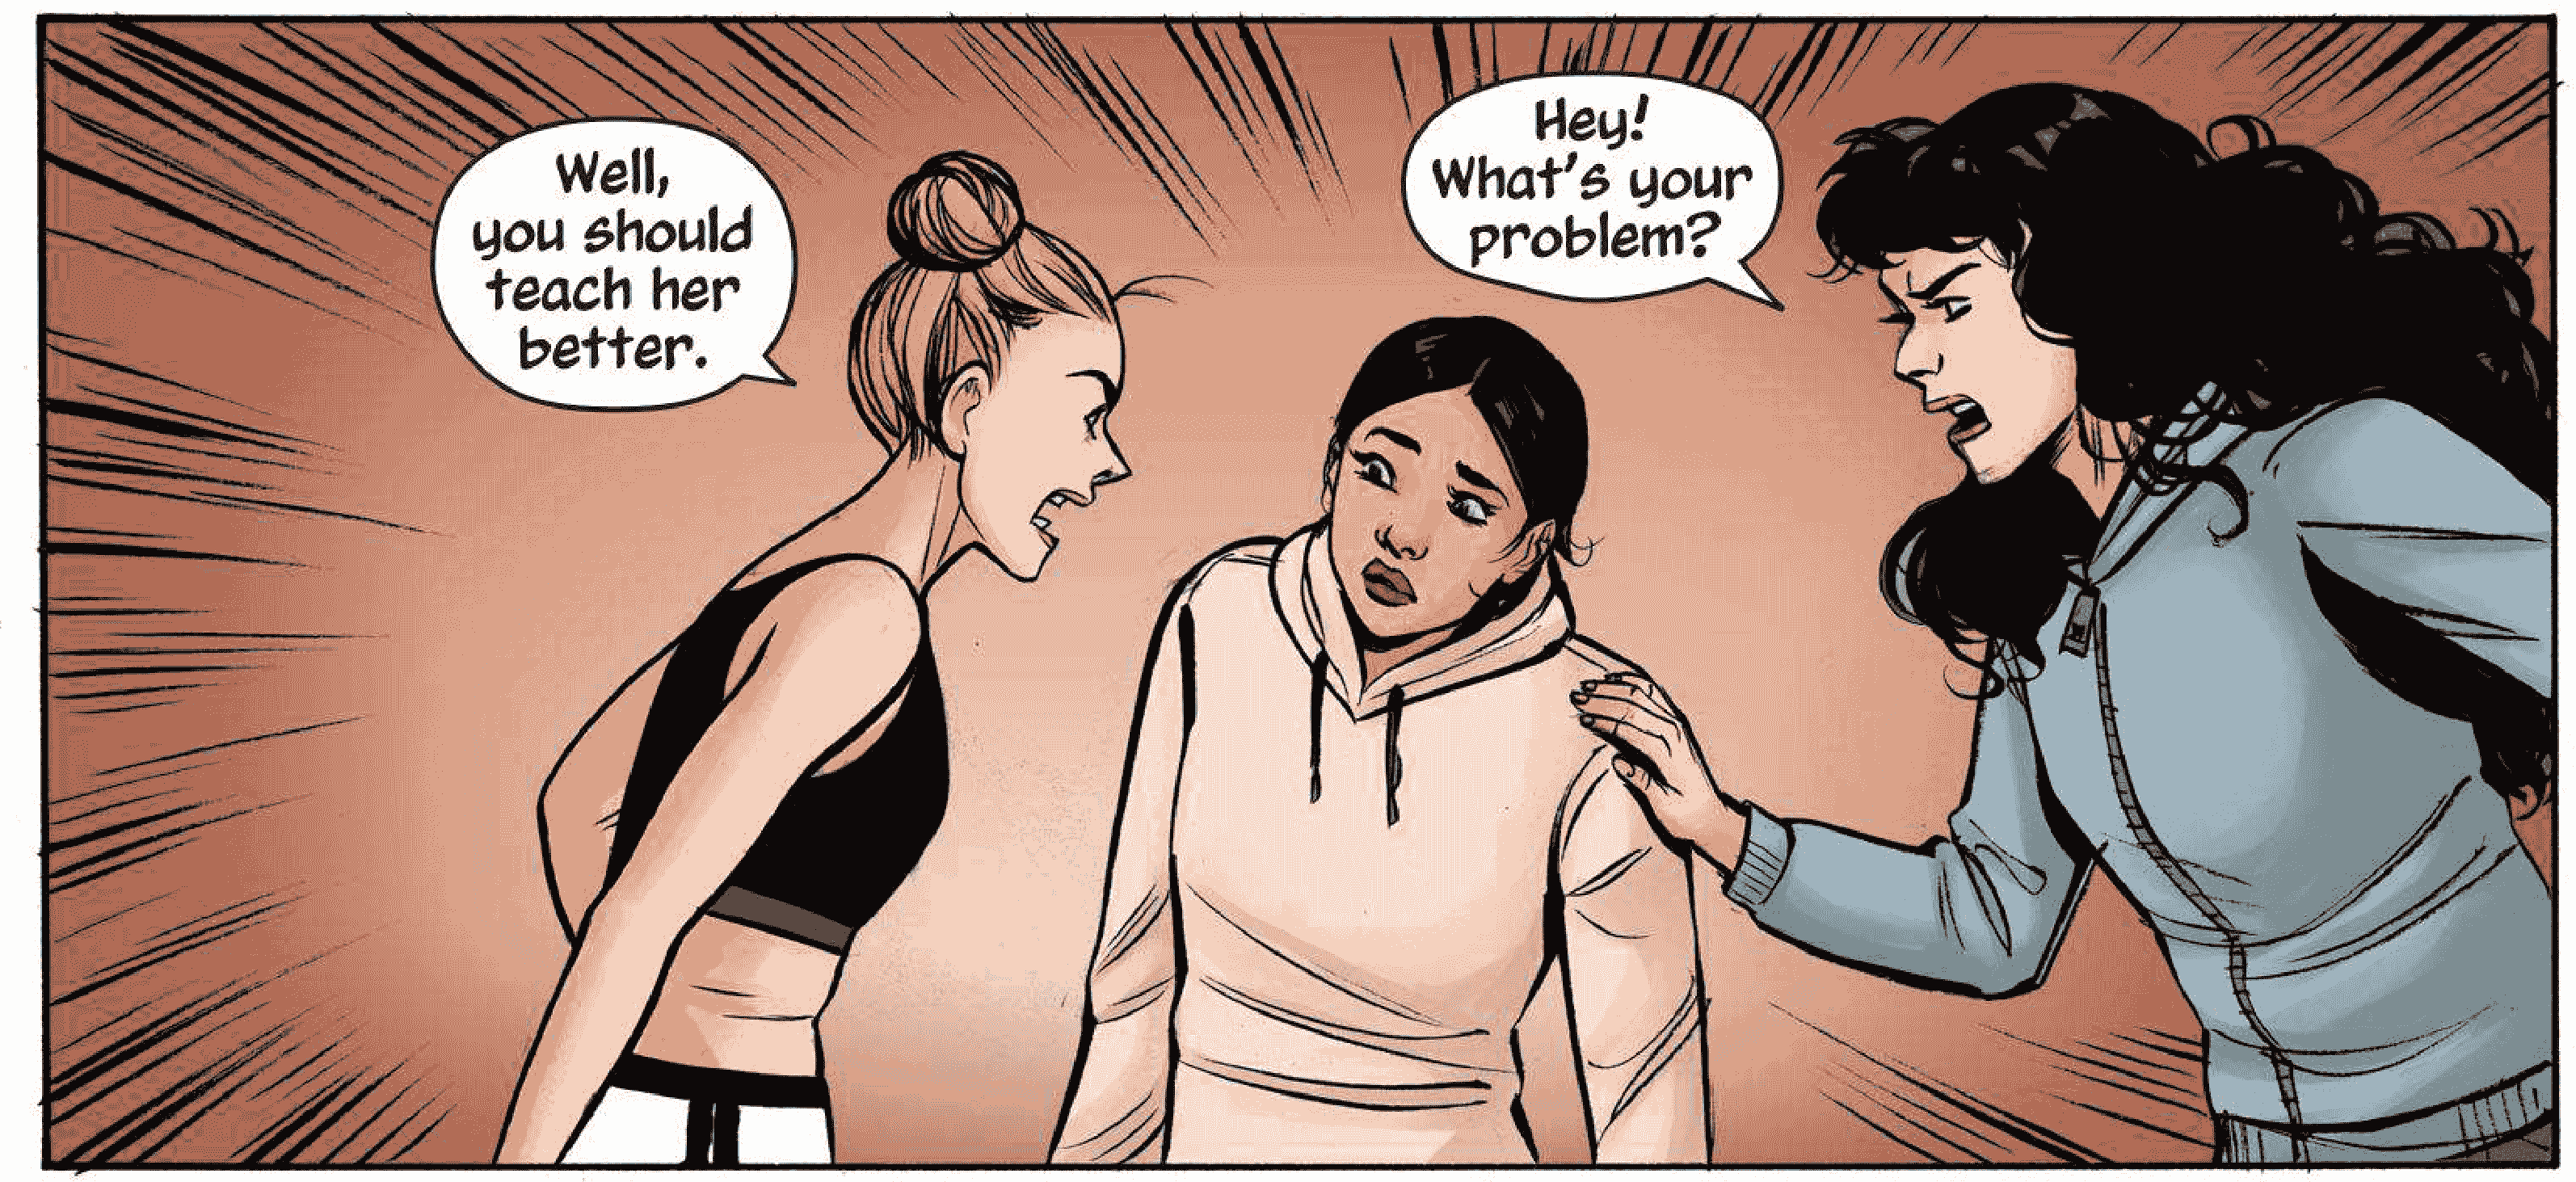 Well,
you should
teach her
better.
Hey!
What's your
problem?